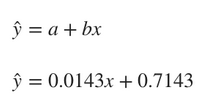 ŷ = a + bx
ŷ = 0.0143x + 0.7143